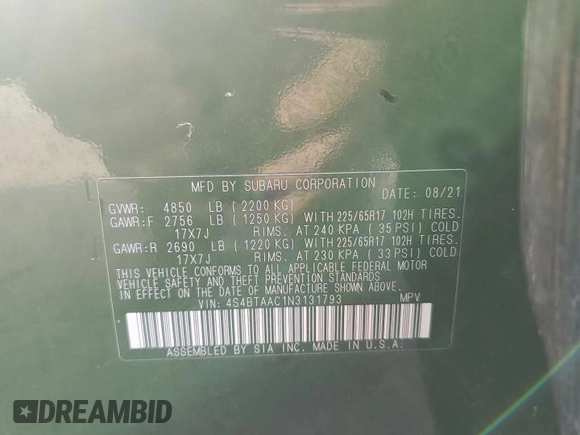 MFD BY SUBARU CORPORATION
DATE: 08/21
GVWR: 4850 LB (2200 KG)
GAWR:F 2756 LB (1250 KG) WITH 225/65R17 102H TIRES.
17X7J RIMS. AT 240 KPA (35 PSI) COLD
GAWR:R 2690 LB (1220 KG) WITH 225/65R17 102H TIRES.
17X7J RIMS. AT 230 KPA (33 PSI) COLD
THIS VEHICLE CONFORMS TO ALL APPLICABLE FEDERAL MOTOR
VEHICLE SAFETY AND THEFT PREVENTION STANDARDS
IN EFFECT ON THE DATE OF MANUFACTURE SHOWN ABOVE.
VIN: 4S4BTAAC1N3131793 MPV
ASSEMBLED BY SIA INC. MADE IN U.S.A.
DREAMBID